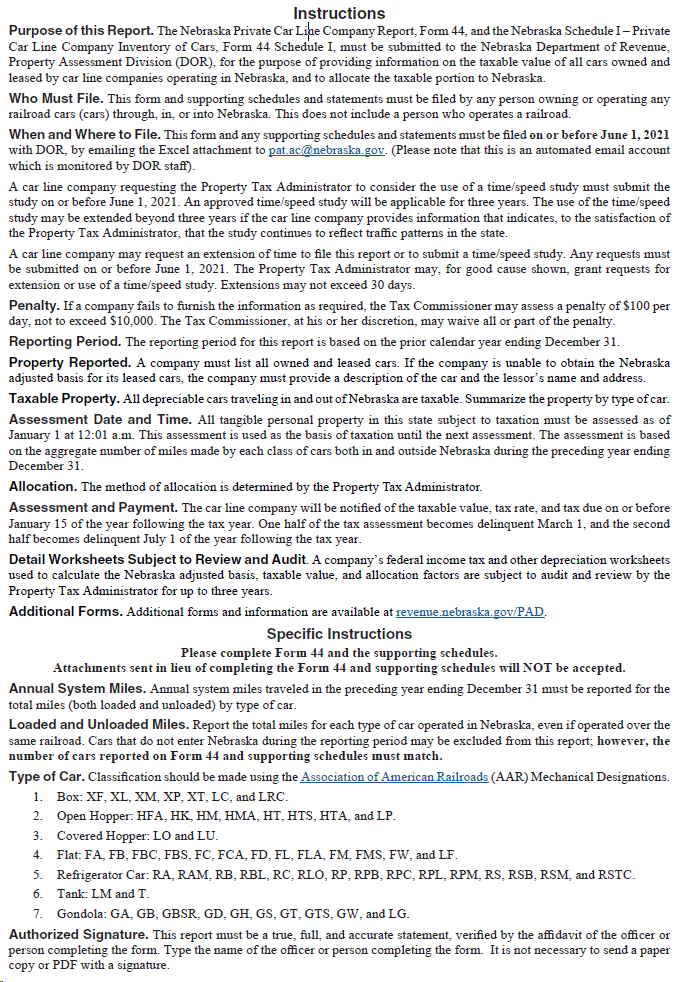 Instructions
Purpose of this Report. The Nebraska Private Car Line Company Report, Form 44, and the Nebraska Schedule I – Private
Car Line Company Inventory of Cars, Form 44 Schedule I, must be submitted to the Nebraska Department of Revenue,
Property Assessment Division (DOR), for the purpose of providing information on the taxable value of all cars owned and
leased by car line companies operating in Nebraska, and to allocate the taxable portion to Nebraska.
Who Must File. This form and supporting schedules and statements must be filed by any person owning or operating any
railroad cars (cars) through, in, or into Nebraska. This does not include a person who operates a railroad.
When and Where to File. This form and any supporting schedules and statements must be filed on or before June 1, 2021
with DOR, by emailing the Excel attachment to pat.ac@nebraska.gov. (Please note that this is an automated email account
which is monitored by DOR staff).
A car line company requesting the Property Tax Administrator to consider the use of a time/speed study must submit the
study on or before June 1, 2021. An approved time/speed study will be applicable for three years. The use of the time/speed
study may be extended beyond three years if the car line company provides information that indicates, to the satisfaction of
the Property Tax Administrator, that the study continues to reflect traffic patterns in the state.
A car line company may request an extension of time to file this report or to submit a time/speed study. Any requests must
be submitted on or before June 1, 2021. The Property Tax Administrator may, for good cause shown, grant requests for
extension or use of a time/speed study. Extensions may not exceed 30 days.
Penalty. If a company fails to furnish the information as required, the Tax Commissioner may assess a penalty of $100 per
day, not to exceed $10,000. The Tax Commissioner, at his or her discretion, may waive all or part of the penalty.
Reporting Period. The reporting period for this report is based on the prior calendar year ending December 31.
Property Reported. A company must list all owned and leased cars. If the company is unable to obtain the Nebraska
adjusted basis for its leased cars, the company must provide a description of the car and the lessor's name and address.
Taxable Property. All depreciable cars traveling in and out of Nebraska are taxable. Summarize the property by type of car.
Assessment Date and Time. All tangible personal property in this state subject to taxation must be assessed as of
January 1 at 12:01 a.m. This assessment is used as the basis of taxation until the next assessment. The assessment is based
on the aggregate number of miles made by each class of cars both in and outside Nebraska during the preceding year ending
December 31.
Allocation. The method of allocation is determined by the Property Tax Administrator.
Assessment and Payment. The car line company will be notified of the taxable value, tax rate, and tax due on or before
January 15 of the year following the tax year. One half of the tax assessment becomes delinquent March 1, and the second
half becomes delinquent July 1 of the year following the tax year.
Detail Worksheets Subject to Review and Audit. A company's federal income tax and other depreciation worksheets
used to calculate the Nebraska adjusted basis, taxable value, and allocation factors are subject to audit and review by the
Property Tax Administrator for up to three years.
Additional Forms. Additional forms and information are available at revenue.nebraska.gov/PAD.
Specific Instructions
Please complete Form 44 and the supporting schedules.
Attachments sent in lieu of completing the Form 44 and supporting schedules will NOT be accepted.
Annual System Miles. Annual system miles traveled in the preceding year ending December 31 must be reported for the
total miles (both loaded and unloaded) by type of car.
Loaded and Unloaded Miles. Report the total miles for each type of car operated in Nebraska, even if operated over the
same railroad. Cars that do not enter Nebraska during the reporting period may be excluded from this report; however, the
number of cars reported on Form 44 and supporting schedules must match.
Type of Car. Classification should be made using the Association of American Railroads (AAR) Mechanical Designations.
1. Box: XF, XL, XM, XP, XT, LC, and LRC.
2. Open Hopper: HFA, HK, HM, HMA, HT, HTS, HTA, and LP.
3. Covered Hopper: LO and LU.
4. Flat: FA, FB, FBC, FBS, FC, FCA, FD, FL, FLA, FM, FMS, FW, and LF.
5. Refrigerator Car: RA, RAM, RB, RBL, RC, RLO, RP, RPB, RPC, RPL, RPM, RS, RSB, RSM, and RSTC.
6. Tank: LM and T.
7. Gondola: GA, GB, GBSR, GD, GH, GS, GT, GTS, GW, and LG.
Authorized Signature. This report must be a true, full, and accurate statement, verified by the affidavit of the officer or
person completing the form. Type the name of the officer or person completing the form. It is not necessary to send a paper
copy or PDF with a signature.